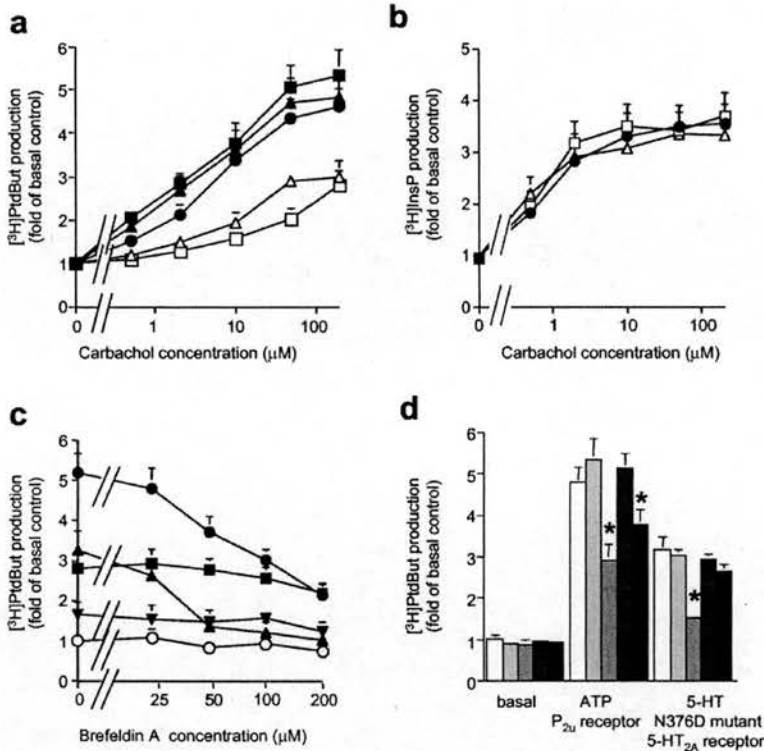 a
[³H]PtdBut production
(fold of basal control)
6
5
4
3
2
1
0
0
1
10
100
Carbachol concentration (μM)
b
[³H]InsP production
(fold of basal control)
5
4
3
2
1
0
0
1
10
100
Carbachol concentration (μM)
c
[³H]PtdBut production
(fold of basal control)
6
5
4
3
2
1
0
0
25
50
100
200
Brefeldin A concentration (μM)
d
[³H]PtdBut production
(fold of basal control)
6
5
4
3
2
1
0
*
*
*
basal
ATP
P₂ᵤ receptor
5-HT
N376D mutant
5-HT₂A receptor